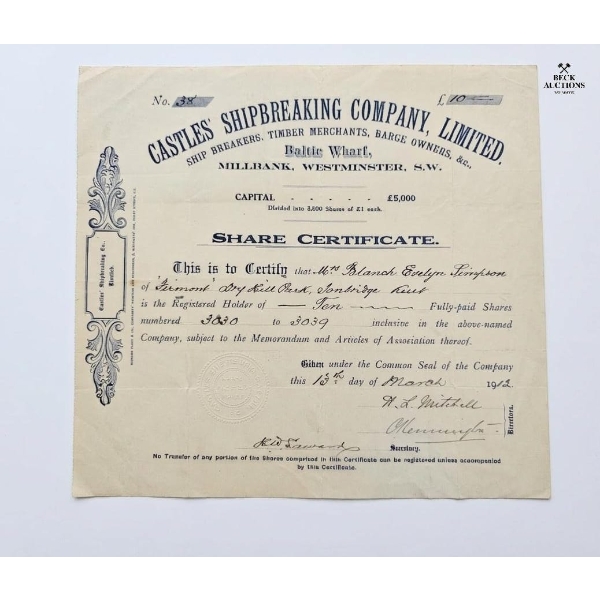 BECK
AUCTIONS
No. 38 £10
CASTLES' SHIPBREAKING COMPANY, LIMITED,
SHIP BREAKERS, TIMBER MERCHANTS, BARGE OWNERS, &c.,
Baltic Wharf,
MILLBANK, WESTMINSTER, S.W.
CAPITAL - - - - - £5,000
Divided into 5,000 Shares of £1 each.
SHARE CERTIFICATE.
This is to Certify that Mrs Blanch Evelyn Simpson
of Dry Hill Park, Tonbridge Kent
is the Registered Holder of Ten Fully-paid Shares
numbered 3030 to 3039 inclusive in the above-named
Company, subject to the Memorandum and Articles of Association thereof.
Given under the Common Seal of the Company
this 13th day of March 1912
Mitchell
Directors.
Secretary.
No Transfer of any portion of the Shares comprised in this Certificate can be registered unless accompanied
by this Certificate.
Castles' Shipbreaking Co.,
Limited.